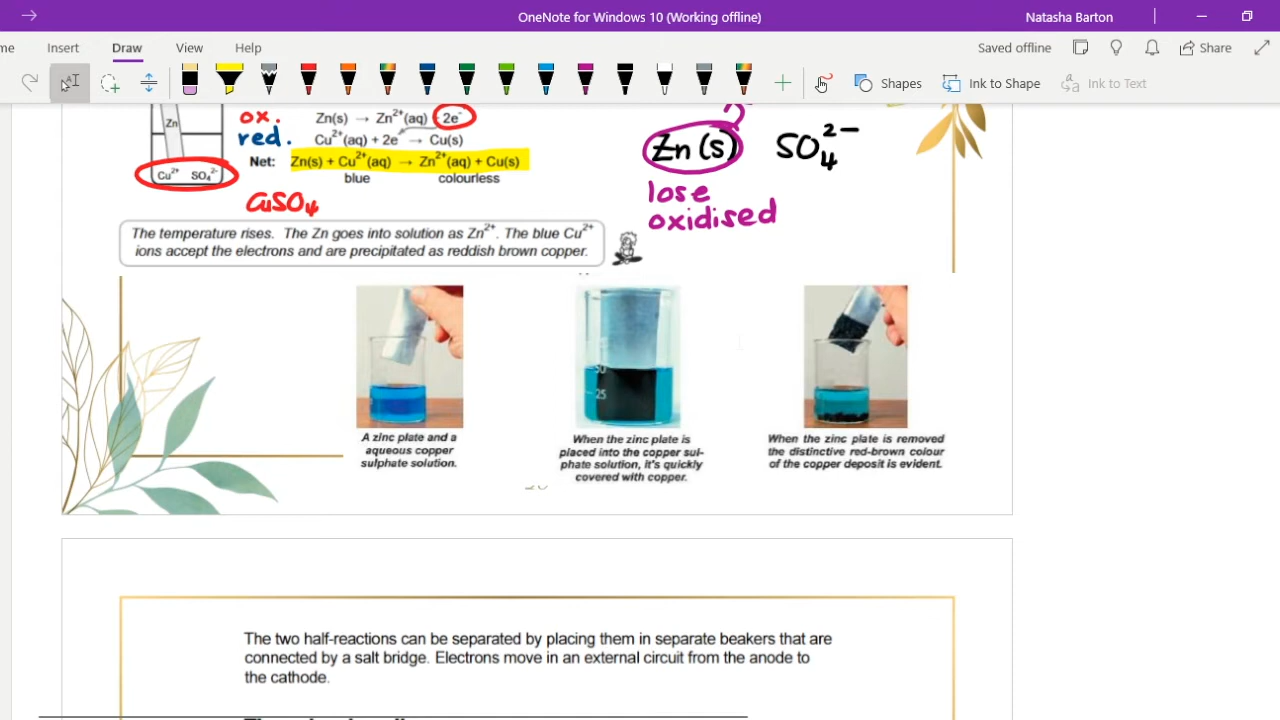 OneNote for Windows 10 (Working offline)
Natasha Barton
me Insert Draw View Help
Saved offline
Share
Shapes
Ink to Shape
Ink to Text
Zn
ox. Zn(s) → Zn²⁺(aq) + 2e⁻
red. Cu²⁺(aq) + 2e⁻ → Cu(s)
Net: Zn(s) + Cu²⁺(aq) → Zn²⁺(aq) + Cu(s)
blue colourless
Cu²⁺ SO₄²⁻
CuSO₄
Zn (s) SO₄²⁻
lose
oxidised
The temperature rises. The Zn goes into solution as Zn²⁺. The blue Cu²⁺
ions accept the electrons and are precipitated as reddish brown copper.
50
25
A zinc plate and a
aqueous copper
sulphate solution.
When the zinc plate is
placed into the copper sul-
phate solution, it's quickly
covered with copper.
When the zinc plate is removed
the distinctive red-brown colour
of the copper deposit is evident.
The two half-reactions can be separated by placing them in separate beakers that are
connected by a salt bridge. Electrons move in an external circuit from the anode to
the cathode.